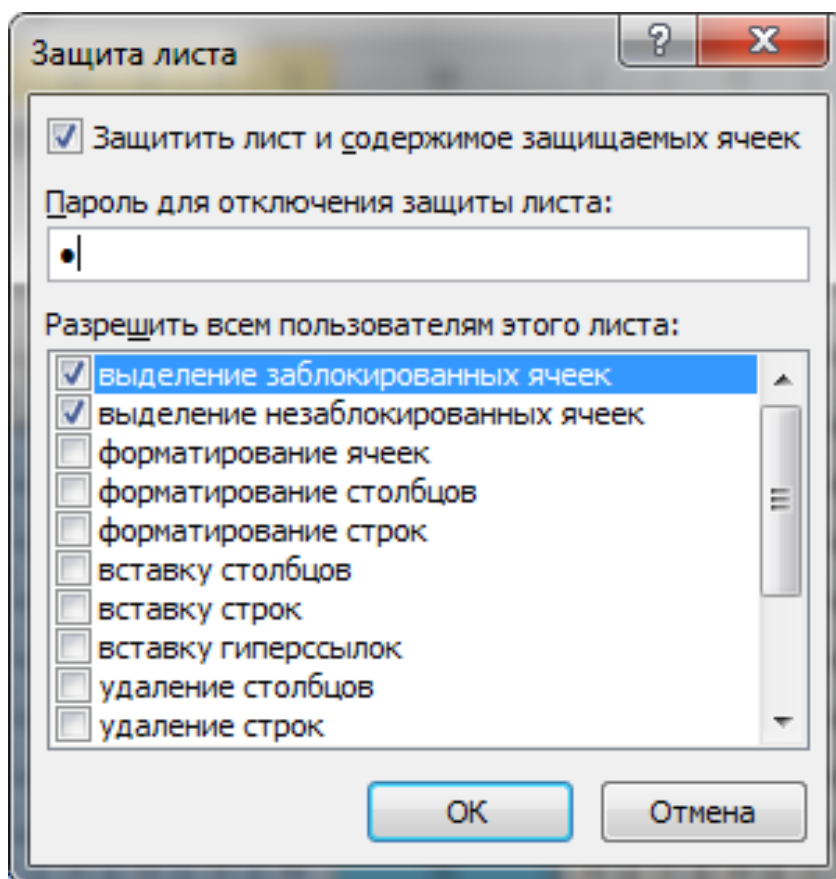 Защита листа
Защитить лист и содержимое защищаемых ячеек
Пароль для отключения защиты листа:
Разрешить всем пользователям этого листа:
выделение заблокированных ячеек
выделение незаблокированных ячеек
форматирование ячеек
форматирование столбцов
форматирование строк
вставку столбцов
вставку строк
вставку гиперссылок
удаление столбцов
удаление строк
ОК
Отмена